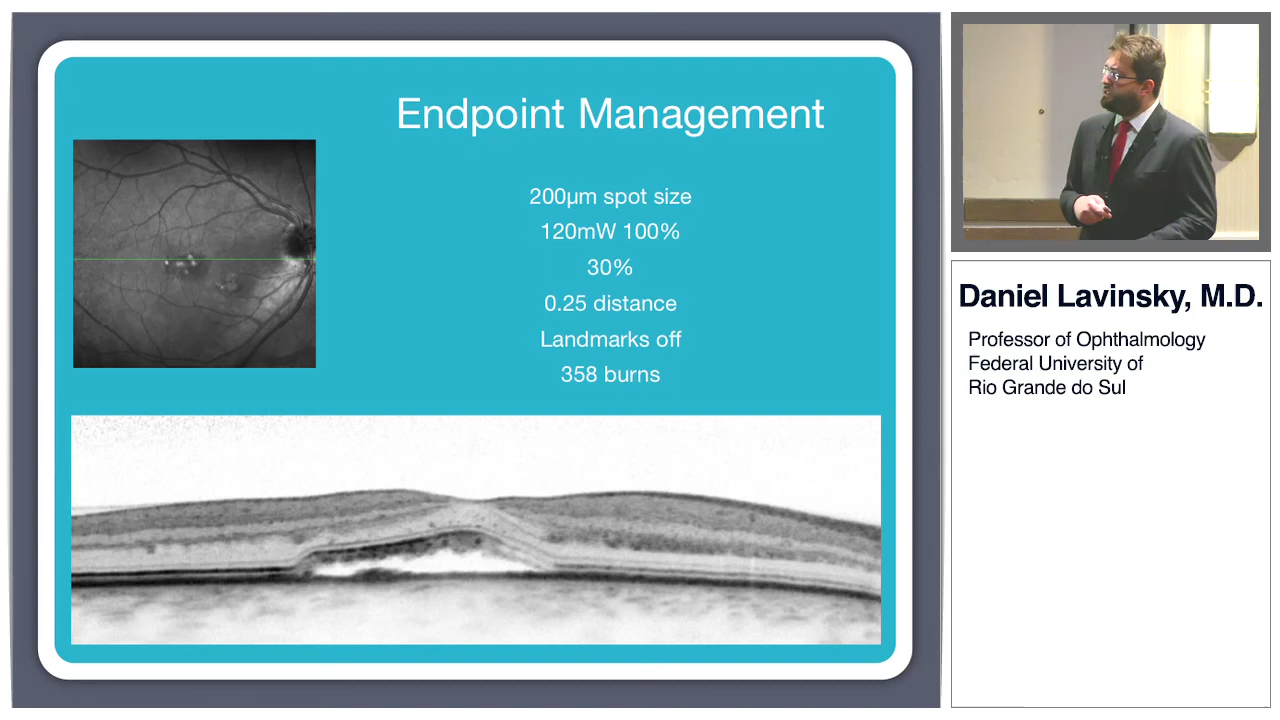 Endpoint Management
200µm spot size
120mW 100%
30%
0.25 distance
Landmarks off
358 burns
Daniel Lavinsky, M.D.
Professor of Ophthalmology
Federal University of
Rio Grande do Sul